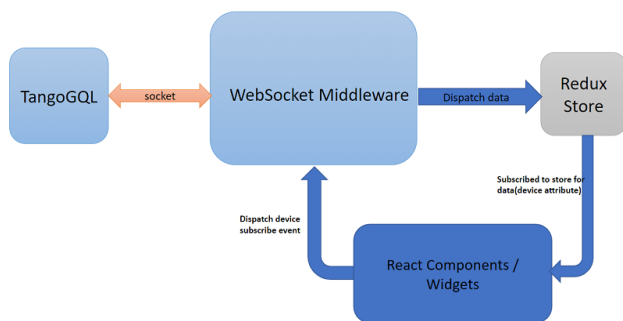 TangoGQL
socket
WebSocket Middleware
Dispatch data
Redux
Store
Subscribed to store for
data(device attribute)
Dispatch device
subscribe event
React Components /
Widgets